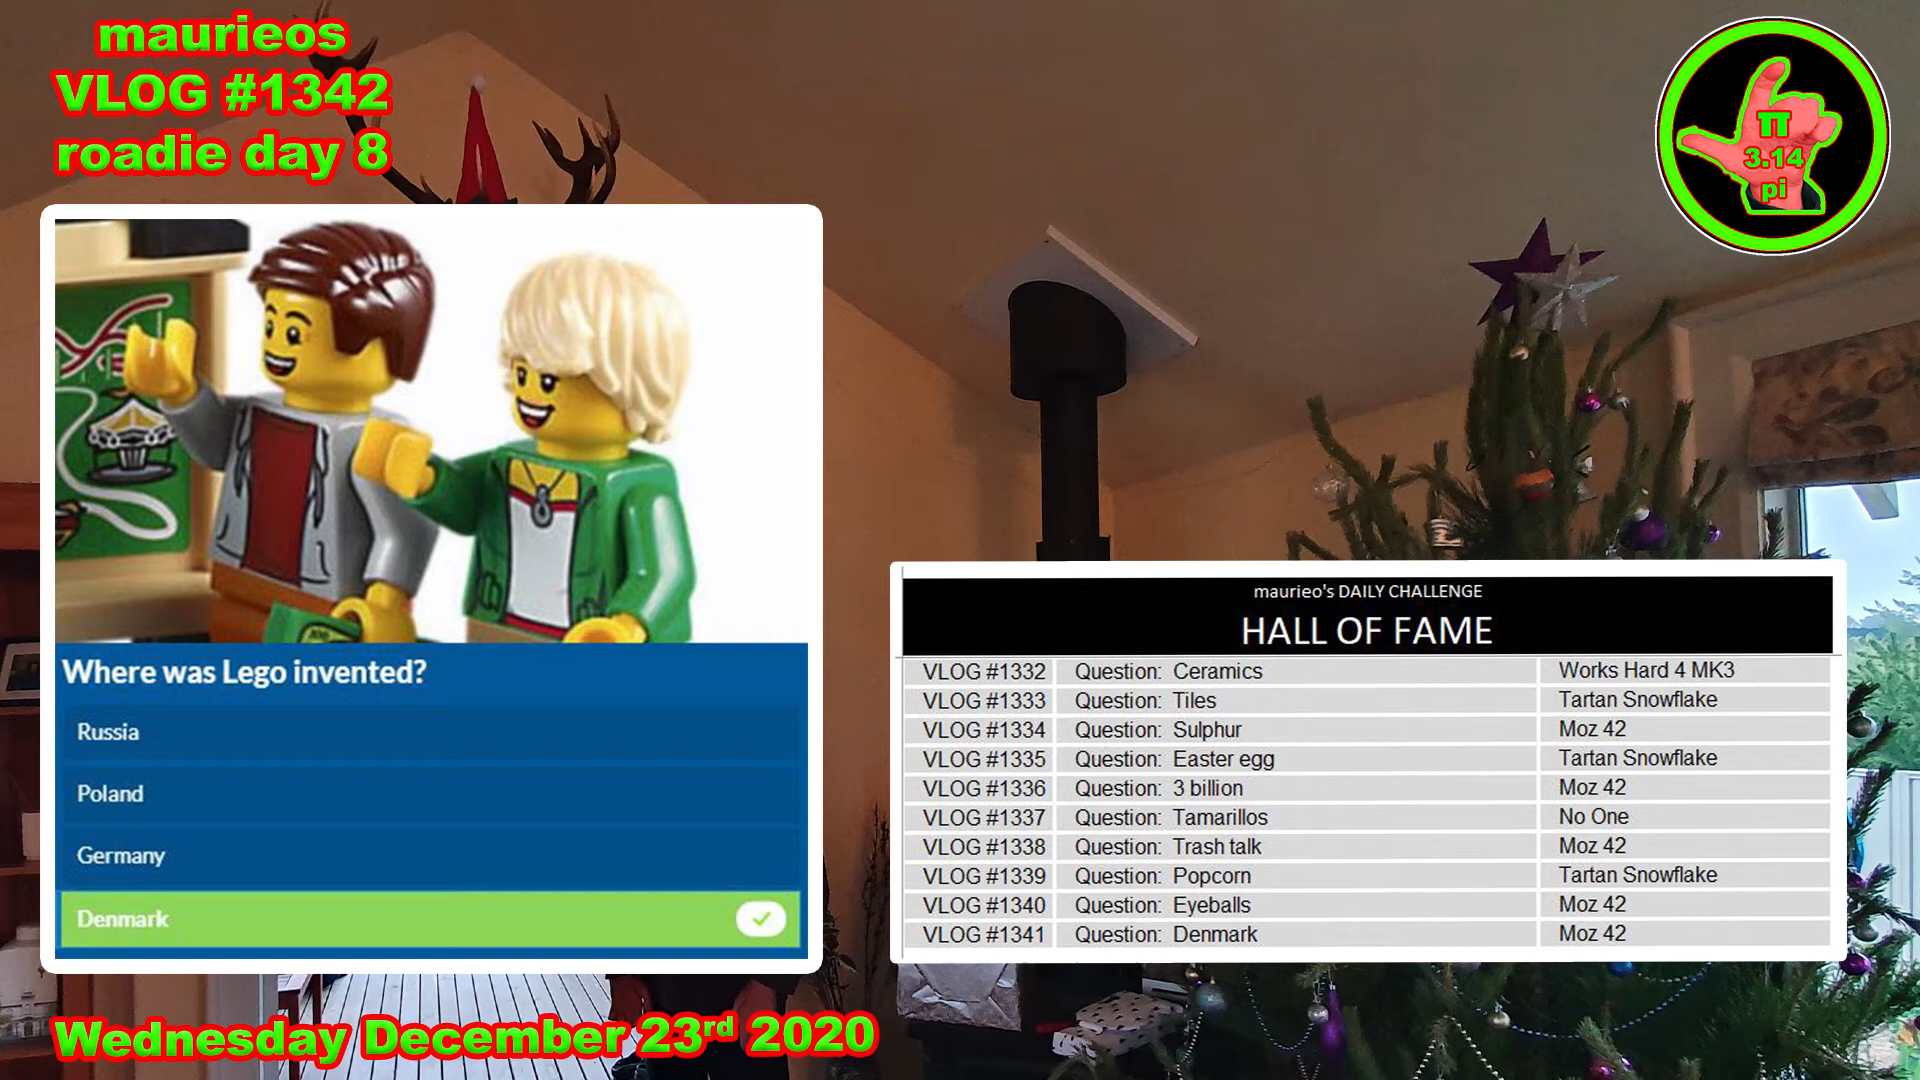 maurieos
VLOG #1342
roadie day 8
π
3.14
pi
Where was Lego invented?
Russia
Poland
Germany
Denmark
maurieo's DAILY CHALLENGE
HALL OF FAME
VLOG #1332 Question: Ceramics Works Hard 4 MK3
VLOG #1333 Question: Tiles Tartan Snowflake
VLOG #1334 Question: Sulphur Moz 42
VLOG #1335 Question: Easter egg Tartan Snowflake
VLOG #1336 Question: 3 billion Moz 42
VLOG #1337 Question: Tamarillos No One
VLOG #1338 Question: Trash talk Moz 42
VLOG #1339 Question: Popcorn Tartan Snowflake
VLOG #1340 Question: Eyeballs Moz 42
VLOG #1341 Question: Denmark Moz 42
Wednesday December 23rd 2020